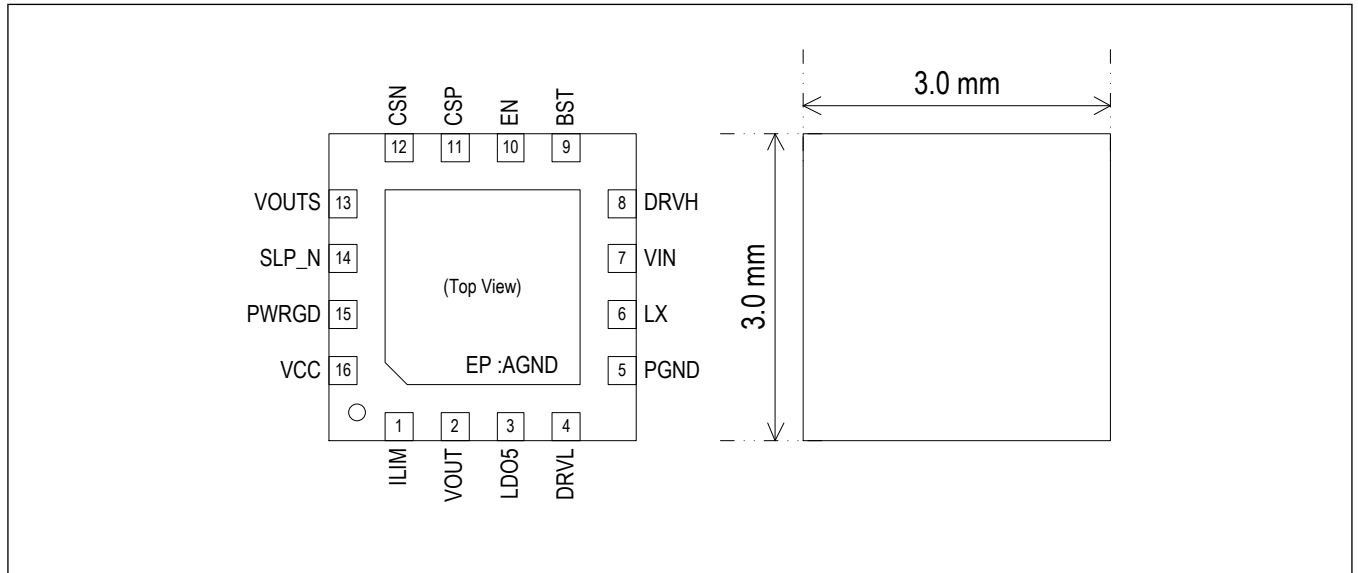 CSN
CSP
EN
BST
12
11
10
9
VOUTS
13
SLP_N
14
PWRGD
15
VCC
16
(Top View)
EP :AGND
8
DRVH
7
VIN
6
LX
5
PGND
1
2
3
4
ILIM
VOUT
LDO5
DRVL
3.0 mm
3.0 mm